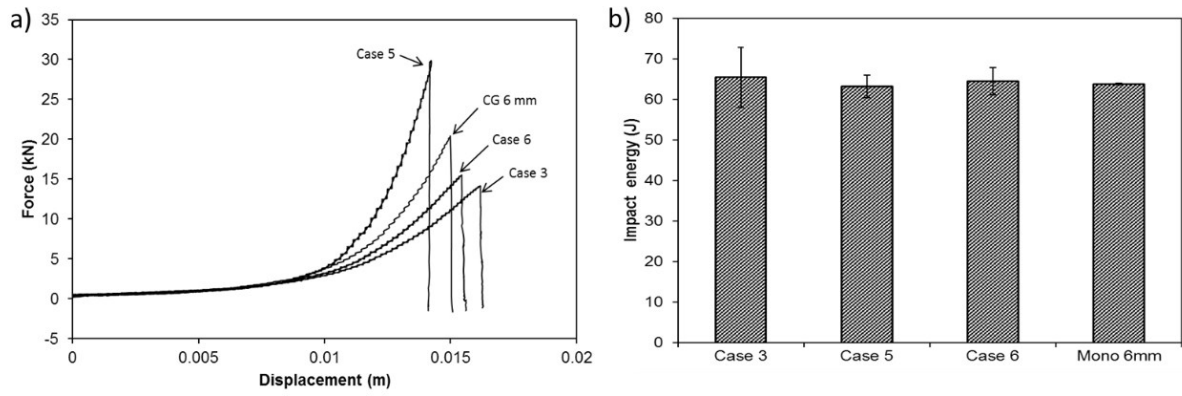 a)
35
30
25
20
15
10
5
0
-5
Force (kN)
Case 5
CG 6 mm
Case 6
Case 3
0
0.005
0.01
0.015
0.02
Displacement (m)
b)
80
70
60
50
40
30
20
10
0
Impact energy (J)
Case 3
Case 5
Case 6
Mono 6mm